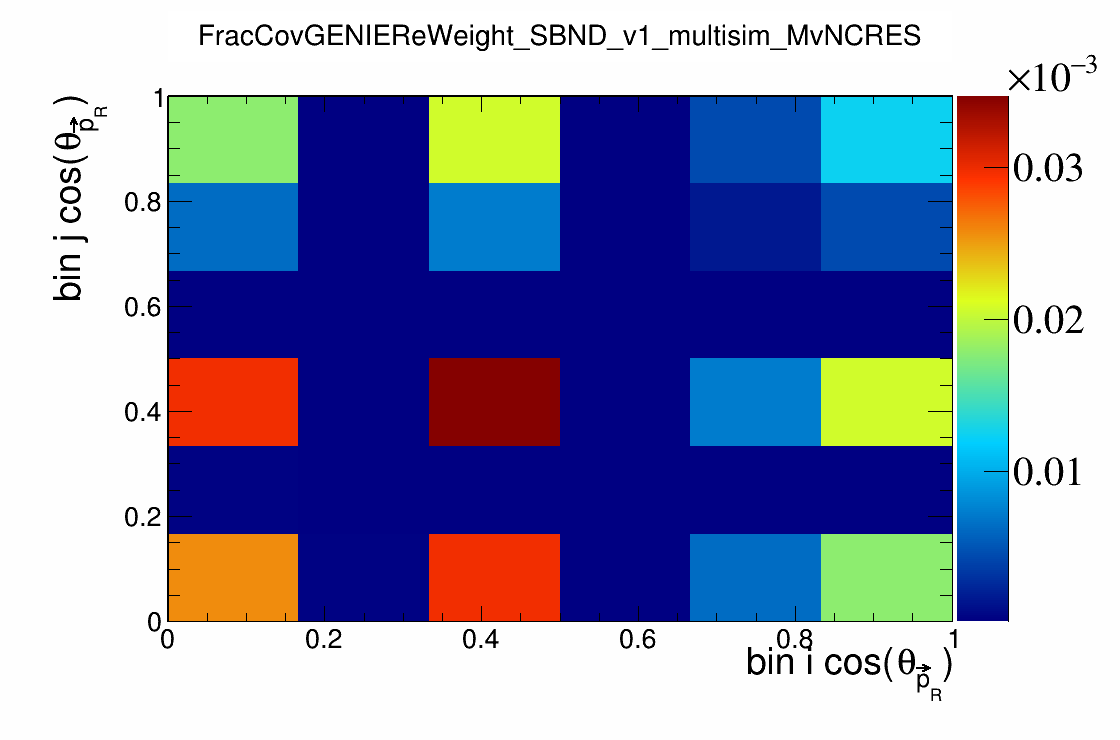 FracCovGENIEReWeight_SBND_v1_multisim_MvNCRES
×10⁻³
bin j cos(θ_p⃗_R)
1
0.8
0.6
0.4
0.2
0
0 0.2 0.4 0.6 0.8 1
0.03
0.02
0.01
bin i cos(θ_p⃗_R)